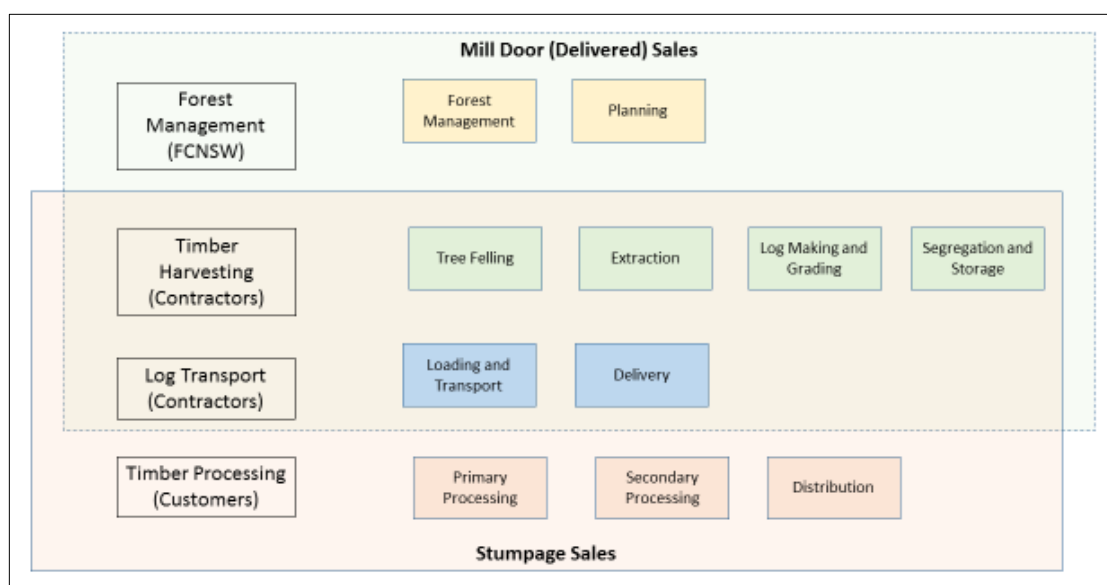 Mill Door (Delivered) Sales
Forest
Management
(FCNSW)
Forest
Management
Planning
Timber
Harvesting
(Contractors)
Tree Felling
Extraction
Log Making and
Grading
Segregation and
Storage
Log Transport
(Contractors)
Loading and
Transport
Delivery
Timber Processing
(Customers)
Primary
Processing
Secondary
Processing
Distribution
Stumpage Sales